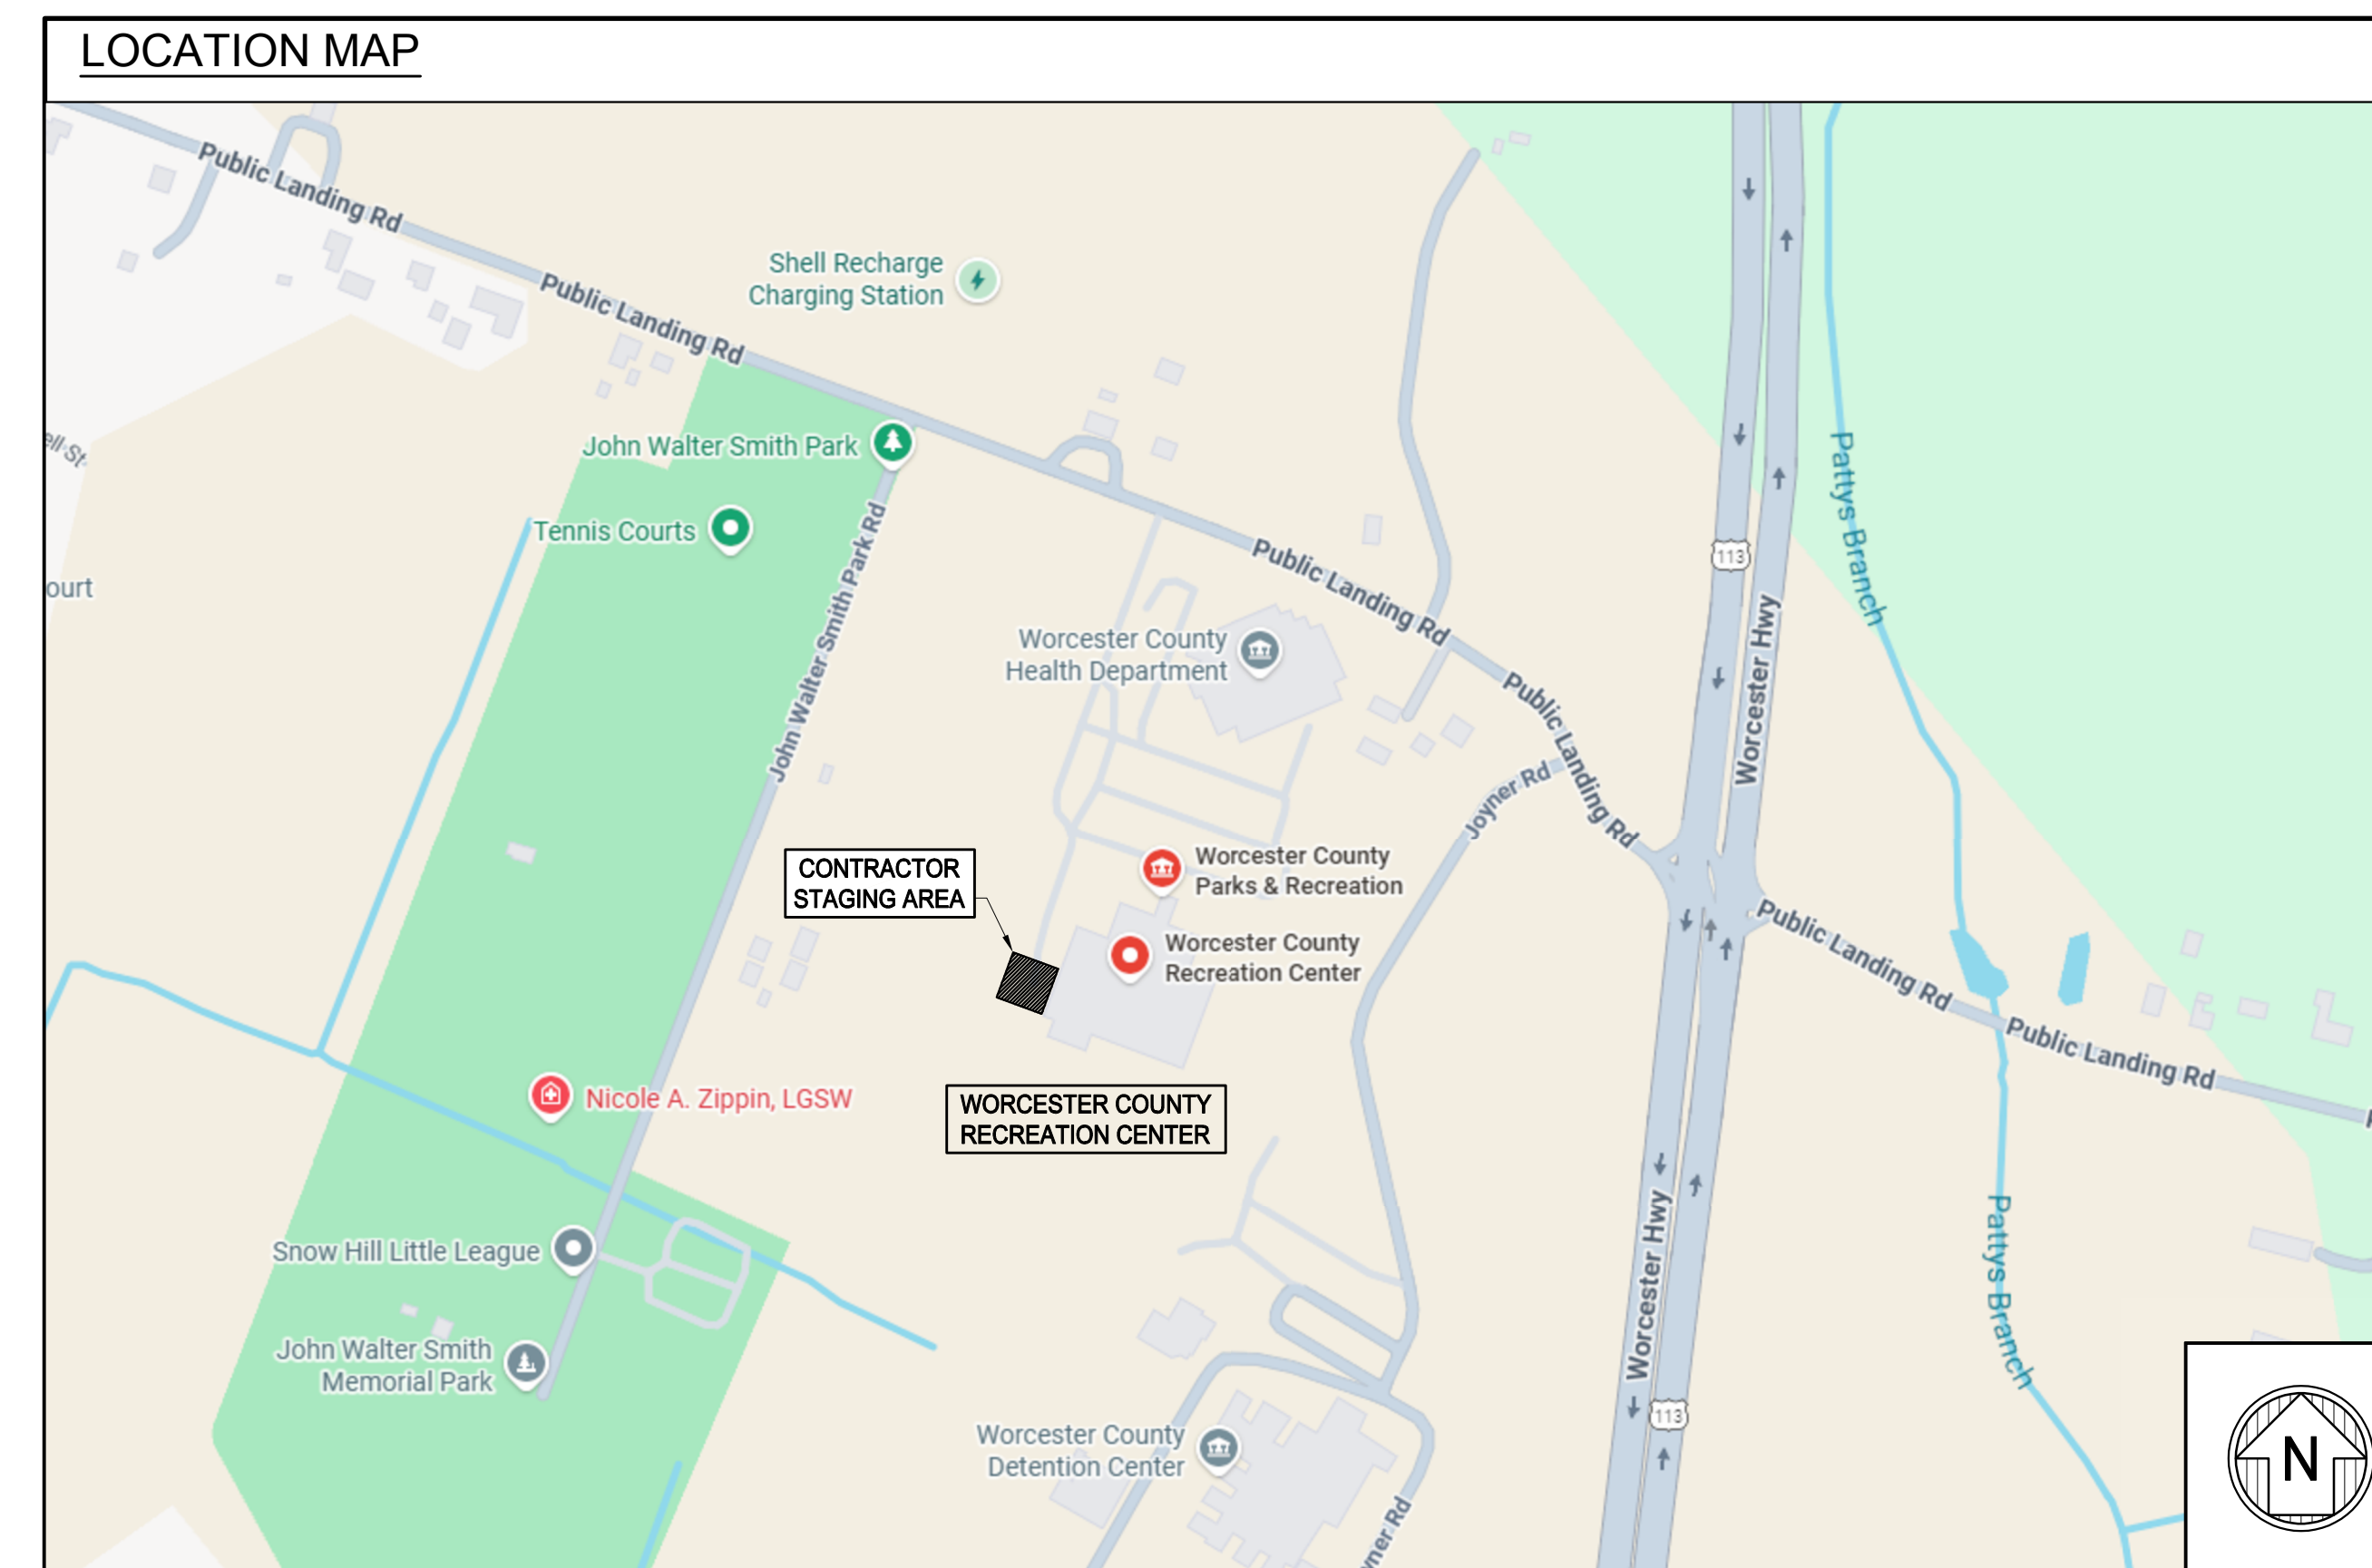 LOCATION MAP
Public Landing Rd
Shell Recharge
Charging Station
Public Landing Rd
John Walter Smith Park
Tennis Courts
John Walter Smith Park Rd
ourt
Public Landing Rd
Worcester County
Health Department
113
Worcester Hwy
Pattys Branch
Public Landing Rd
Joyner Rd
CONTRACTOR
STAGING AREA
Worcester County
Parks & Recreation
Worcester County
Recreation Center
Public Landing Rd
Public Landing Rd
Nicole A. Zippin, LGSW
WORCESTER COUNTY
RECREATION CENTER
Snow Hill Little League
John Walter Smith
Memorial Park
Worcester Hwy
Pattys Branch
113
Worcester County
Detention Center
yner Rd
N